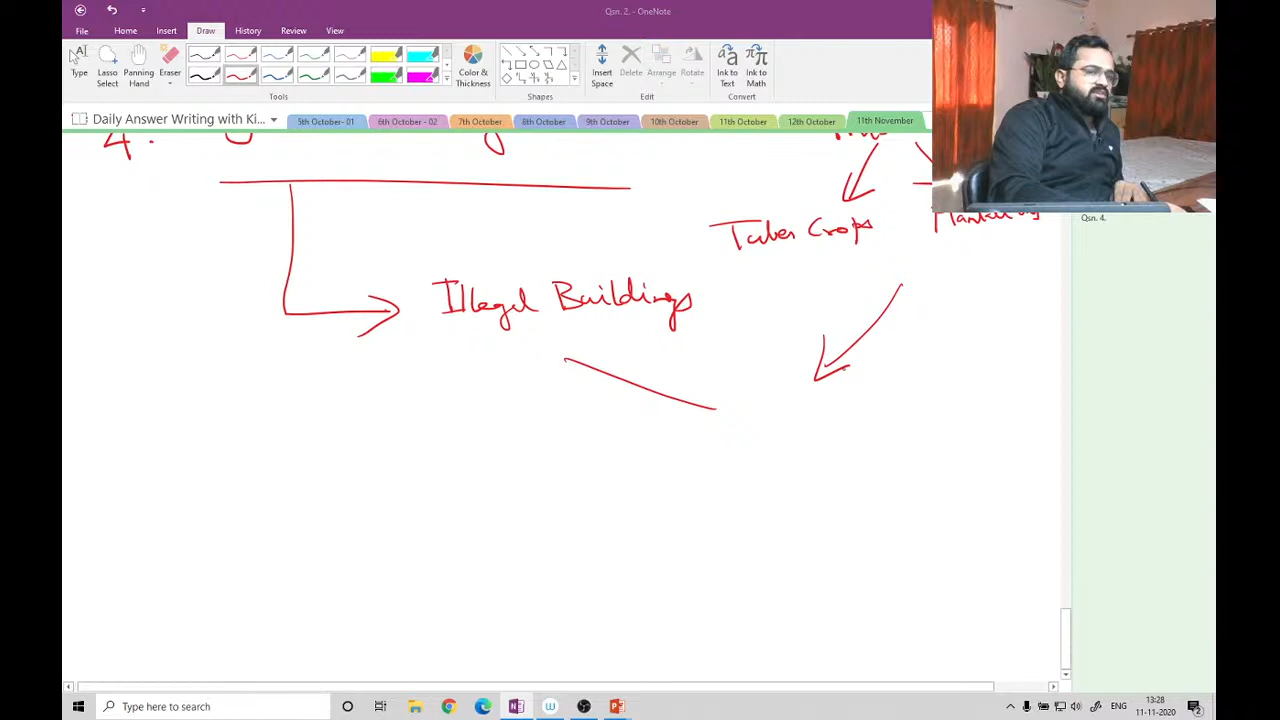 Qsn. 2. - OneNote
File Home Insert Draw History Review View
Type Lasso Select Panning Hand Eraser Color & Thickness Insert Space Delete Arrange Rotate Ink to Text Ink to Math
Tools Shapes Edit Convert
Daily Answer Writing with Ki... 5th October- 01 6th October - 02 7th October 8th October 9th October 10th October 11th October 12th October 11th November
4.
Qsn. 4.
Tuber Crops
Illegal Buildings
Type here to search
13:28
11-11-2020
2